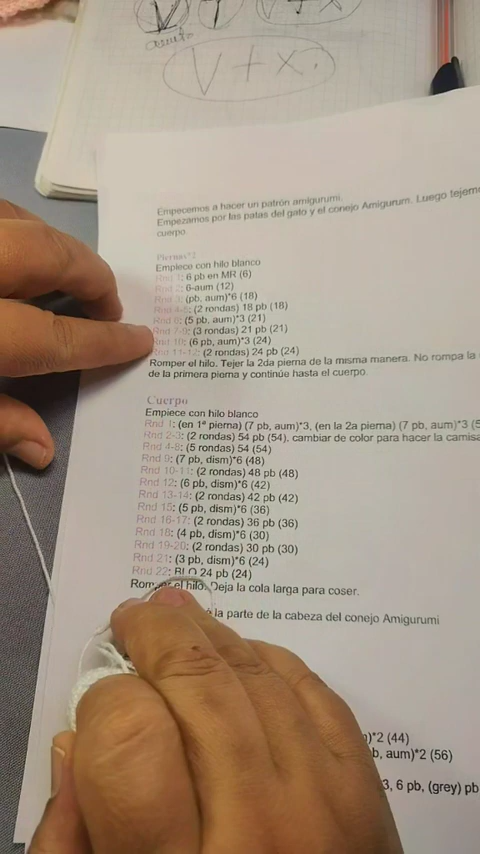 V T V + X
aumento
V + X.
Empecemos a hacer un patrón amigurumi.
Empezamos por las patas del gato y el conejo Amigurum. Luego tejem
cuerpo
Piernas*2
Empiece con hilo blanco
Rnd 1: 6 pb en MR (6)
Rnd 2: 6-aum (12)
Rnd 3: (pb, aum)*6 (18)
Rnd 4-5: (2 rondas) 18 pb (18)
Rnd 6: (5 pb, aum)*3 (21)
Rnd 7-9: (3 rondas) 21 pb (21)
Rnd 10: (6 pb, aum)*3 (24)
Rnd 11-12: (2 rondas) 24 pb (24)
Romper el hilo. Tejer la 2da pierna de la misma manera. No rompa la
de la primera pierna y continúe hasta el cuerpo.
Cuerpo
Empiece con hilo blanco
Rnd 1: (en 1ª pierna) (7 pb, aum)*3, (en la 2a pierna) (7 pb, aum)*3 (5
Rnd 2-3: (2 rondas) 54 pb (54). cambiar de color para hacer la camisa
Rnd 4-8: (5 rondas) 54 (54)
Rnd 9: (7 pb, dism)*6 (48)
Rnd 10-11: (2 rondas) 48 pb (48)
Rnd 12: (6 pb, dism)*6 (42)
Rnd 13-14: (2 rondas) 42 pb (42)
Rnd 15: (5 pb, dism)*6 (36)
Rnd 16-17: (2 rondas) 36 pb (36)
Rnd 18: (4 pb, dism)*6 (30)
Rnd 19-20: (2 rondas) 30 pb (30)
Rnd 21: (3 pb, dism)*6 (24)
Rnd 22: BLO 24 pb (24)
Romper el hilo. Deja la cola larga para coser.
la parte de la cabeza del conejo Amigurumi
)*2 (44)
b, aum)*2 (56)
3, 6 pb, (grey) pb